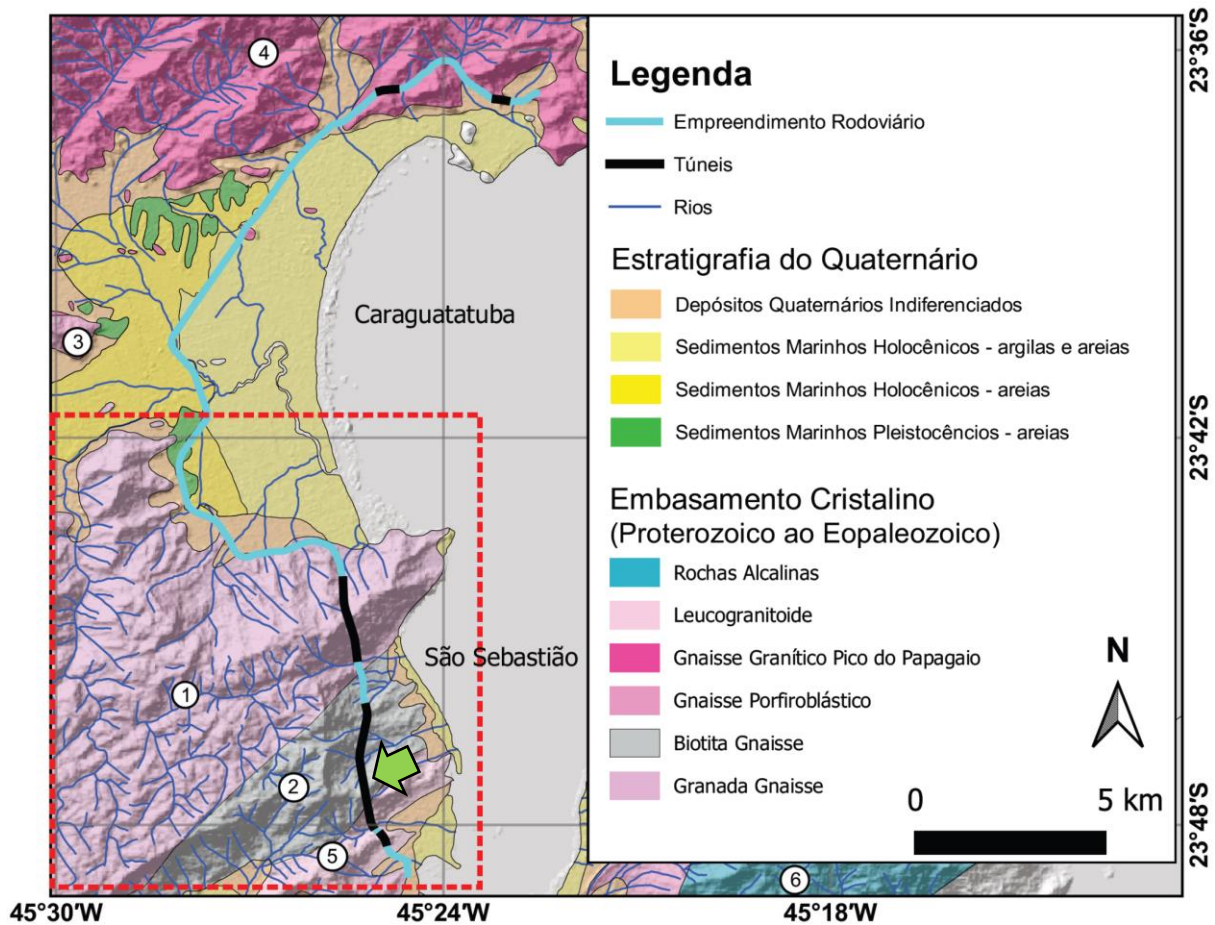 Legenda
Empreendimento Rodoviário
Túneis
Rios
Estratigrafia do Quaternário
Depósitos Quaternários Indiferenciados
Sedimentos Marinhos Holocênicos - argilas e areias
Sedimentos Marinhos Holocênicos - areias
Sedimentos Marinhos Pleistocêncios - areias
Embasamento Cristalino
(Proterozoico ao Eopaleozoico)
Rochas Alcalinas
Leucogranitoide
Gnaisse Granítico Pico do Papagaio
Gnaisse Porfiroblástico
Biotita Gnaisse
Granada Gnaisse
N
0 5 km
4
Caraguatatuba
3
São Sebastião
1
2
5
6
23°36'S
23°42'S
23°48'S
45°30'W 45°24'W 45°18'W